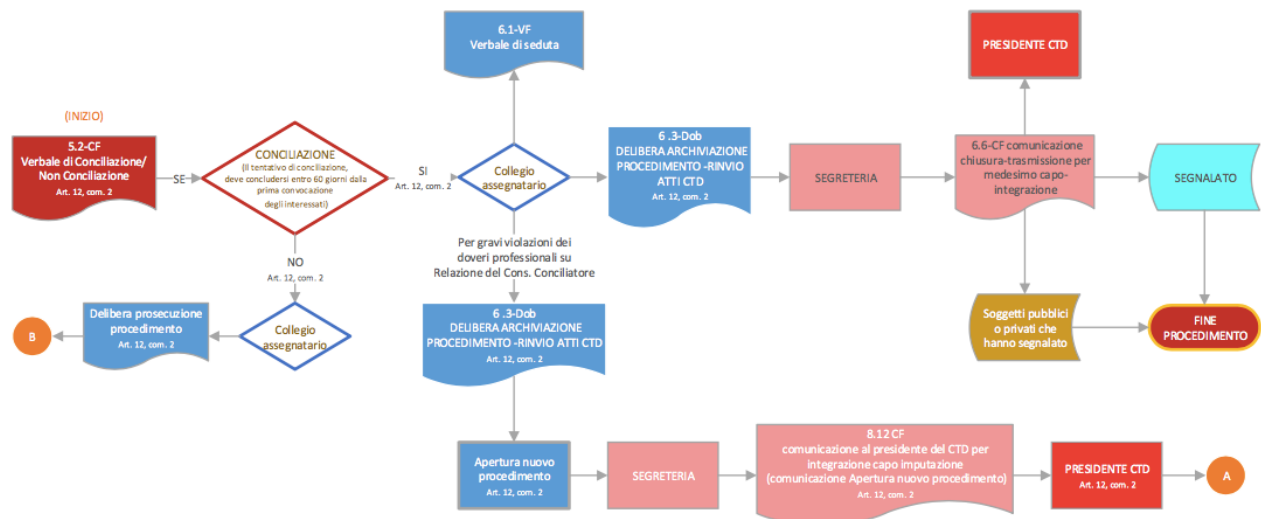 6.1-VF
Verbale di seduta
PRESIDENTE CTD
(INIZIO)
5.2-CF
Verbale di Conciliazione/
Non Conciliazione
Art. 12, com. 2
SE
CONCILIAZIONE
(Il tentativo di conciliazione,
deve concludersi entro 60 giorni dalla
prima convocazione
degli interessati)
SI
Art. 12, com. 2
Collegio
assegnatario
6 .3-Dob
DELIBERA ARCHIVIAZIONE
PROCEDIMENTO -RINVIO
ATTI CTD
Art. 12, com. 2
SEGRETERIA
6.6-CF comunicazione
chiusura-trasmissione per
medesimo capo-
integrazione
SEGNALATO
NO
Art. 12, com. 2
Per gravi violazioni dei
doveri professionali su
Relazione del Cons. Conciliatore
B
Delibera prosecuzione
procedimento
Art. 12, com. 2
Collegio
assegnatario
6 .3-Dob
DELIBERA ARCHIVIAZIONE
PROCEDIMENTO -RINVIO ATTI CTD
Art. 12, com. 2
Soggetti pubblici
o privati che
hanno segnalato
FINE
PROCEDIMENTO
Apertura nuovo
procedimento
Art. 12, com. 2
SEGRETERIA
8.12 CF
comunicazione al presidente del CTD per
integrazione capo imputazione
(comunicazione Apertura nuovo procedimento)
Art. 12, com. 2
PRESIDENTE CTD
Art. 12, com. 2
A